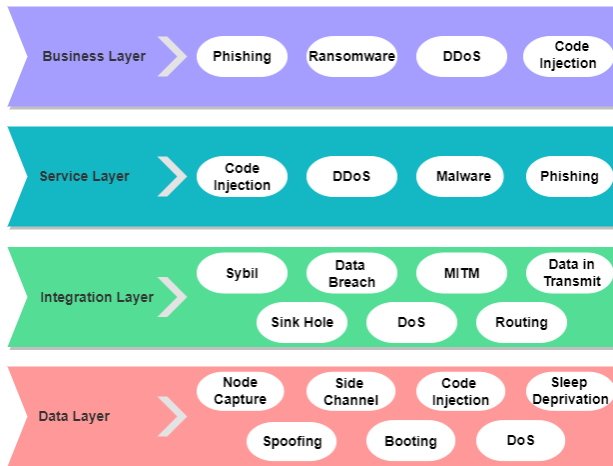 Business Layer
Phishing
Ransomware
DDoS
Code
Injection
Service Layer
Code
Injection
DDoS
Malware
Phishing
Integration Layer
Sybil
Data
Breach
MITM
Data in
Transmit
Sink Hole
DoS
Routing
Data Layer
Node
Capture
Side
Channel
Code
Injection
Sleep
Deprivation
Spoofing
Booting
DoS